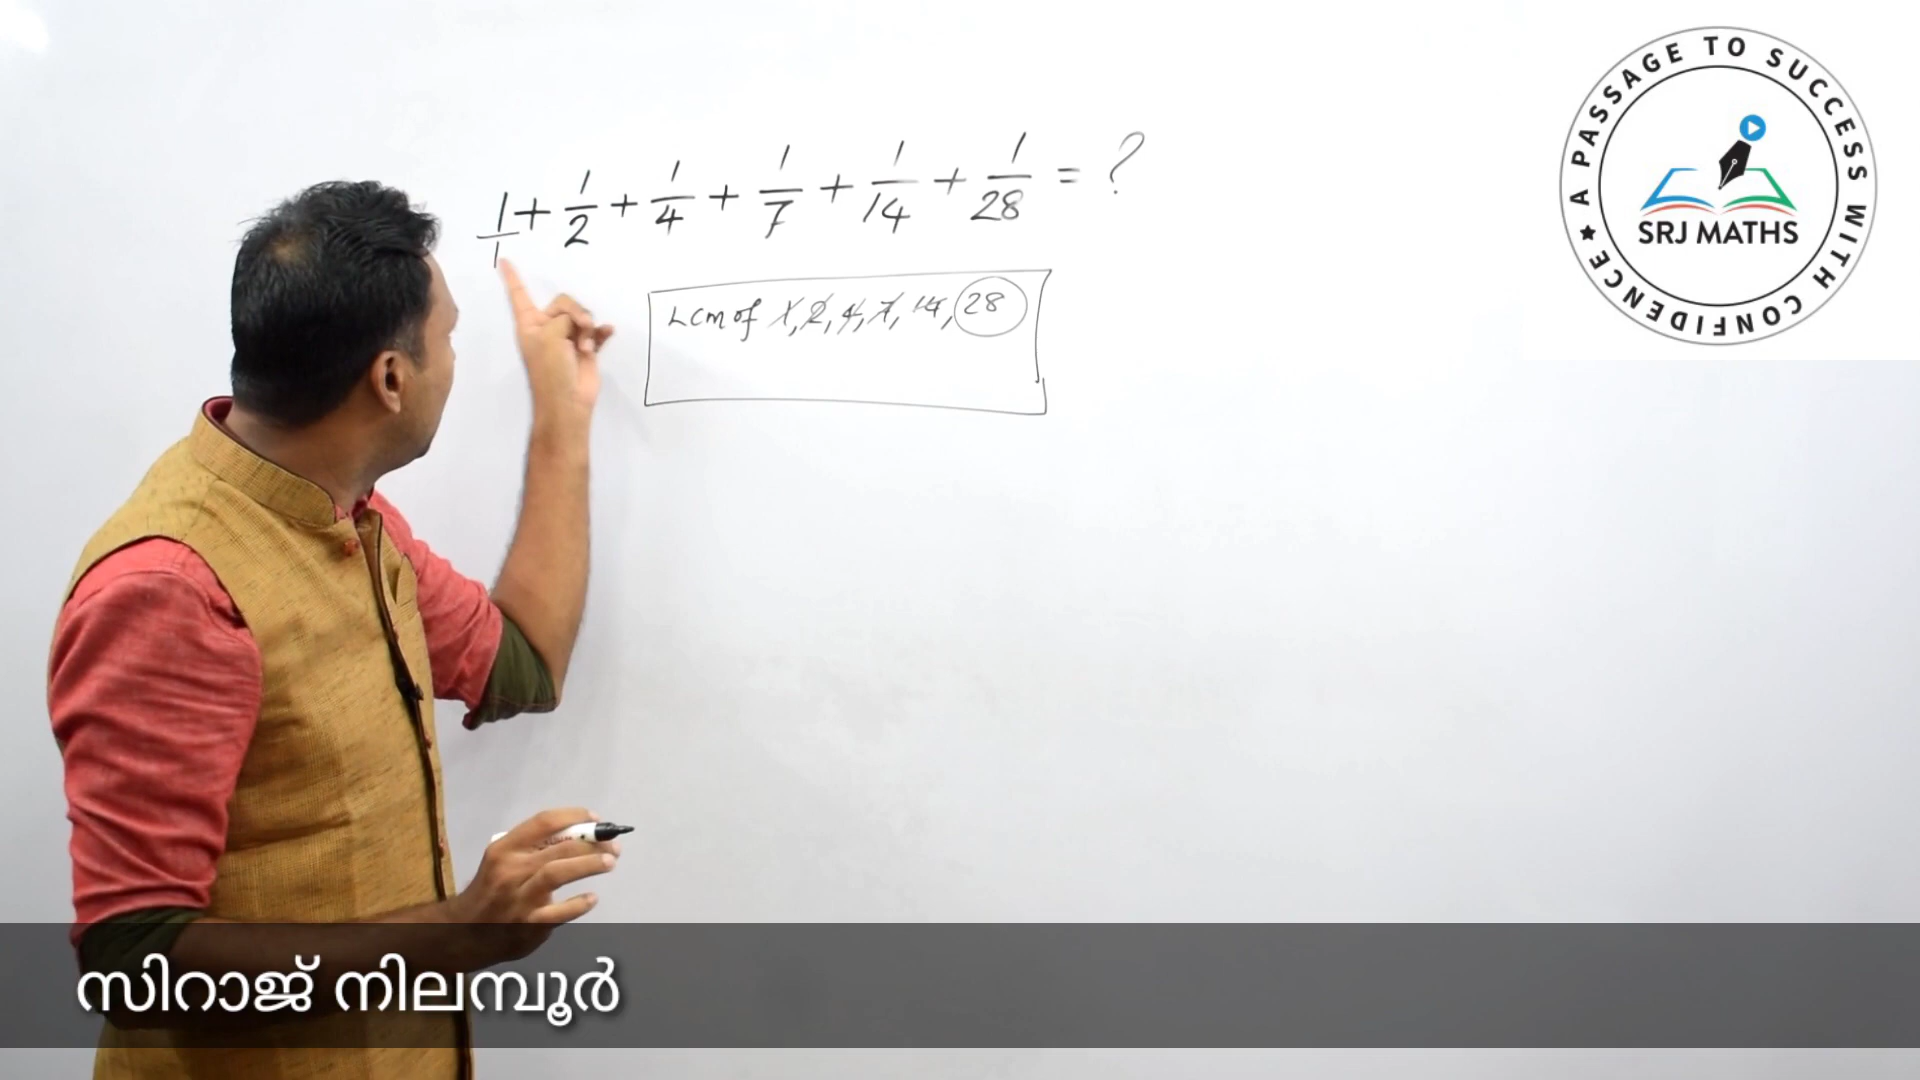 1/1 + 1/2 + 1/4 + 1/7 + 1/14 + 1/28 = ?
LCM of 1, 2, 4, 7, 14, 28
A PASSAGE TO SUCCESS WITH CONFIDENCE
SRJ MATHS
സിറാജ് നിലമ്പൂർ